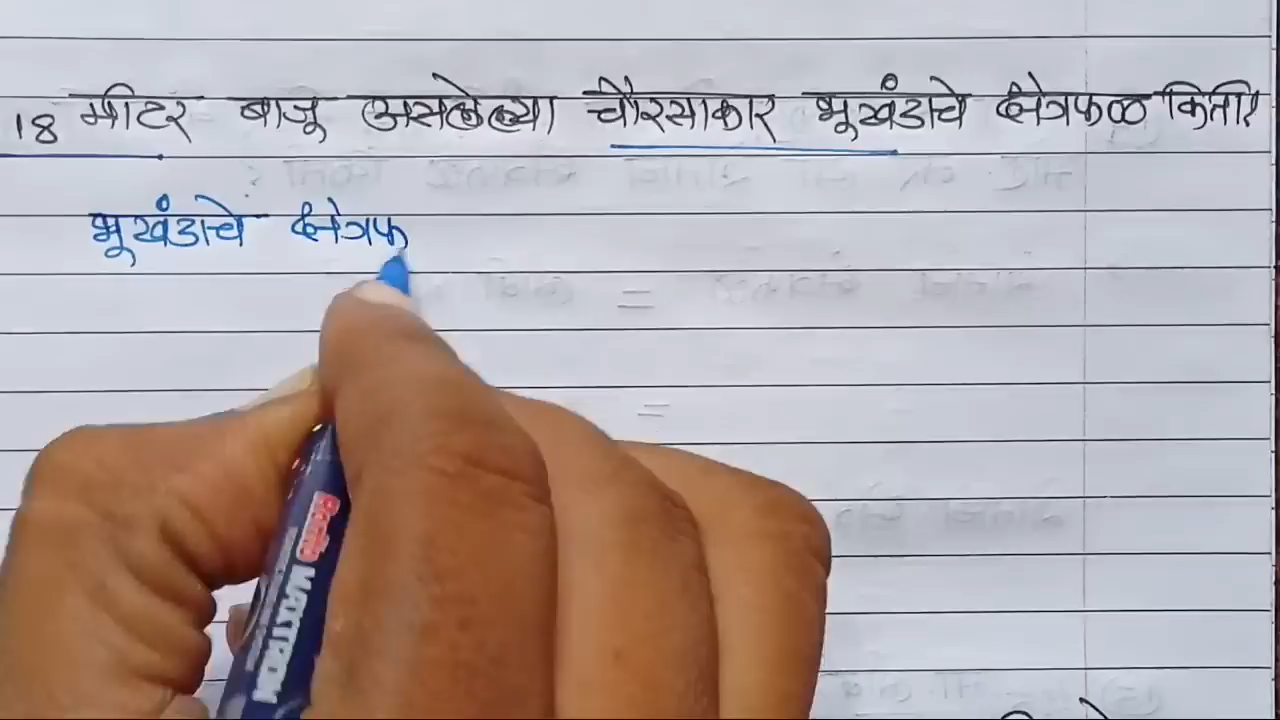 18 मीटर बाजू असलेल्या चौरसाकार भूखंडाचे क्षेत्रफळ किती?
भूखंडाचे क्षेत्रफ